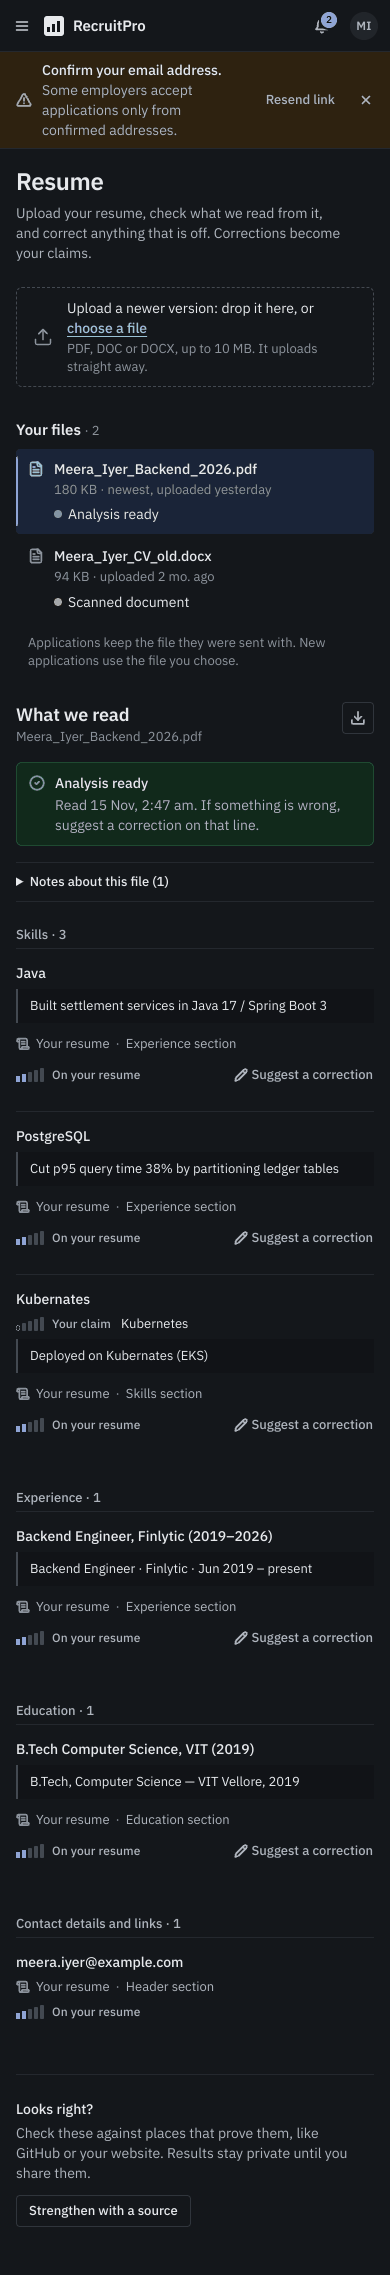 RecruitPro
2
MI
Confirm your email address.
Some employers accept
applications only from
confirmed addresses.
Resend link
Resume
Upload your resume, check what we read from it,
and correct anything that is off. Corrections become
your claims.
Upload a newer version: drop it here, or
choose a file
PDF, DOC or DOCX, up to 10 MB. It uploads
straight away.
Your files · 2
Meera_Iyer_Backend_2026.pdf
180 KB · newest, uploaded yesterday
Analysis ready
Meera_Iyer_CV_old.docx
94 KB · uploaded 2 mo. ago
Scanned document
Applications keep the file they were sent with. New
applications use the file you choose.
What we read
Meera_Iyer_Backend_2026.pdf
Analysis ready
Read 15 Nov, 2:47 am. If something is wrong,
suggest a correction on that line.
Notes about this file (1)
Skills · 3
Java
Built settlement services in Java 17 / Spring Boot 3
Your resume · Experience section
On your resume Suggest a correction
PostgreSQL
Cut p95 query time 38% by partitioning ledger tables
Your resume · Experience section
On your resume Suggest a correction
Kubernates
Your claim Kubernetes
Deployed on Kubernates (EKS)
Your resume · Skills section
On your resume Suggest a correction
Experience · 1
Backend Engineer, Finlytic (2019–2026)
Backend Engineer · Finlytic · Jun 2019 – present
Your resume · Experience section
On your resume Suggest a correction
Education · 1
B.Tech Computer Science, VIT (2019)
B.Tech, Computer Science — VIT Vellore, 2019
Your resume · Education section
On your resume Suggest a correction
Contact details and links · 1
meera.iyer@example.com
Your resume · Header section
On your resume
Looks right?
Check these against places that prove them, like
GitHub or your website. Results stay private until you
share them.
Strengthen with a source